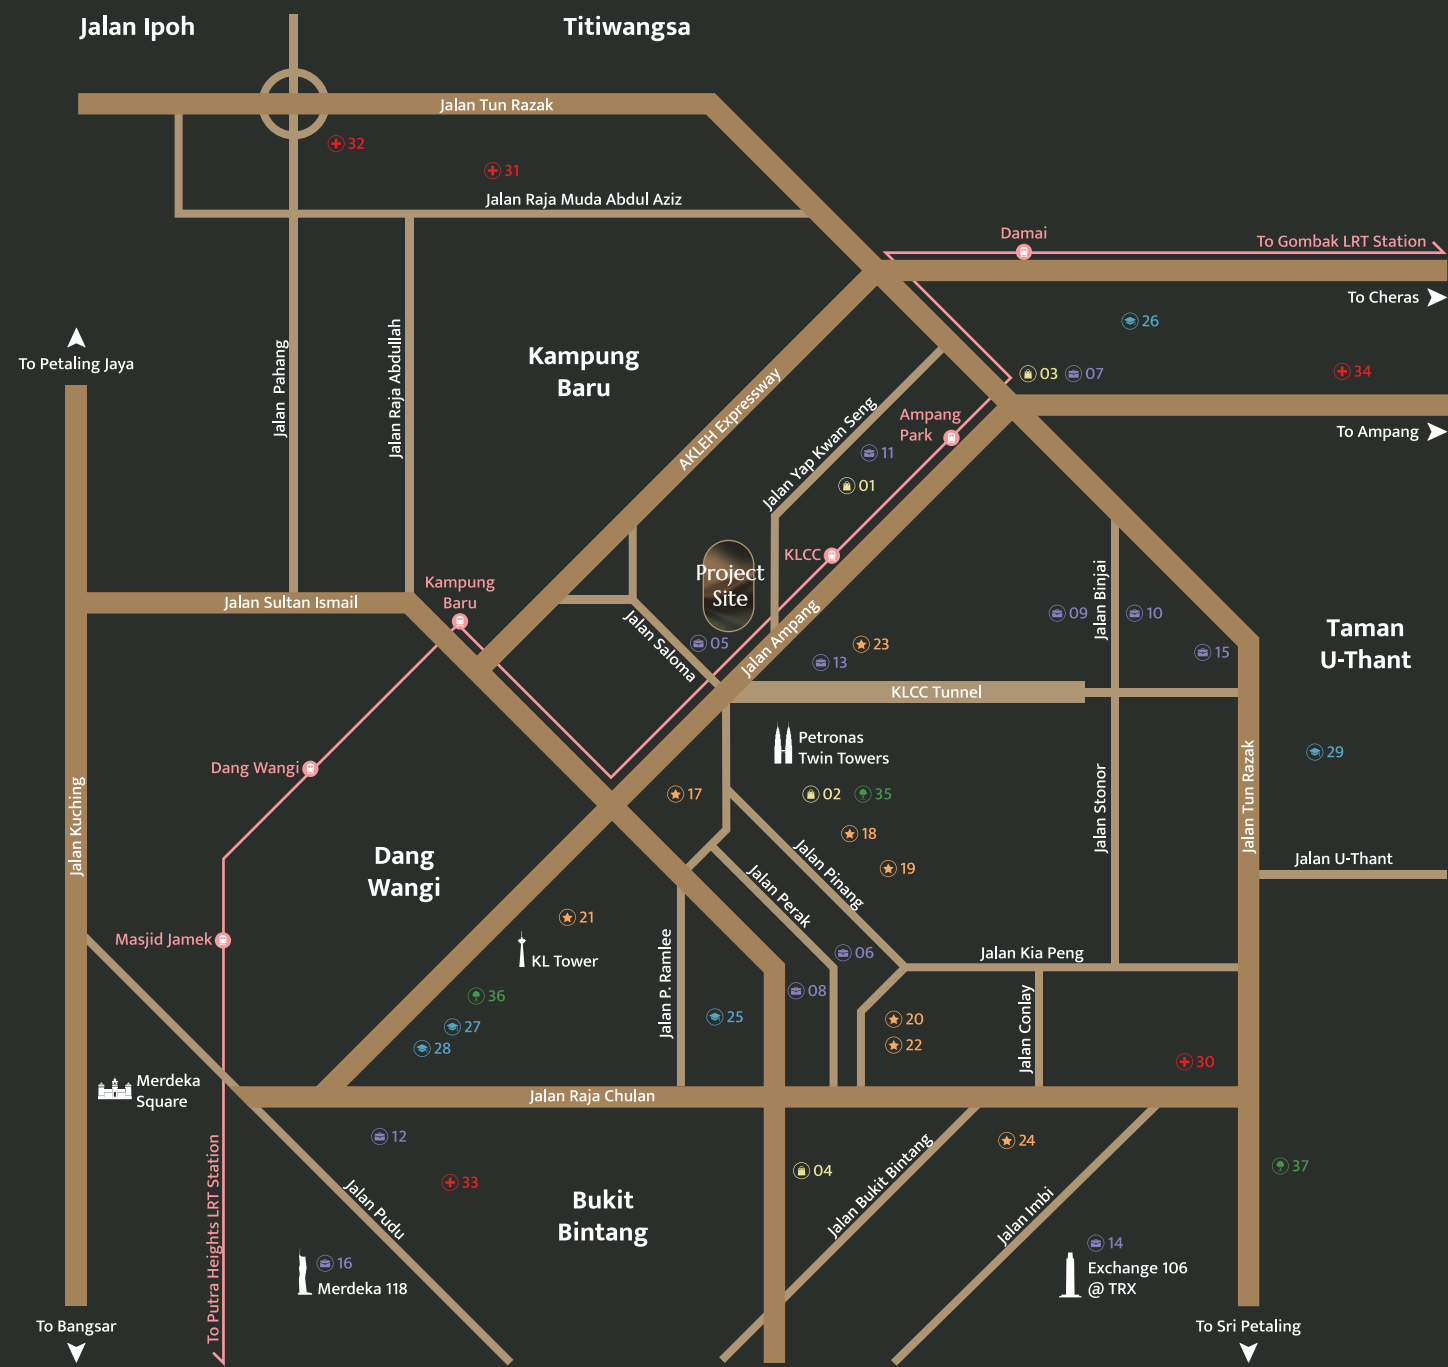 Jalan Ipoh
Titiwangsa
Jalan Tun Razak
32
31
Jalan Raja Muda Abdul Aziz
Damai
To Gombak LRT Station
To Cheras
26
To Petaling Jaya
Jalan Pahang
Jalan Raja Abdullah
Kampung
Baru
AKLEH Expressway
03
07
34
Jalan Yap Kwan Seng
Ampang
Park
To Ampang
11
01
KLCC
Project
Site
Kampung
Baru
Jalan Sultan Ismail
Jalan Saloma
05
Jalan Ampang
13
23
09
Jalan Binjai
10
15
Taman
U-Thant
KLCC Tunnel
Petronas
Twin Towers
29
Dang Wangi
17
02
35
18
19
Jalan Kuching
Jalan Stonor
Jalan Tun Razak
Jalan U-Thant
Dang
Wangi
Jalan Pinang
Jalan Perak
21
KL Tower
Masjid Jamek
Jalan P. Ramlee
06
Jalan Kia Peng
08
36
27
28
25
20
22
Jalan Conlay
30
Merdeka
Square
Jalan Raja Chulan
12
33
To Putra Heights LRT Station
Jalan Pudu
Bukit
Bintang
04
Jalan Bukit Bintang
24
Jalan Imbi
37
16
Merdeka 118
14
Exchange 106
@ TRX
To Bangsar
To Sri Petaling